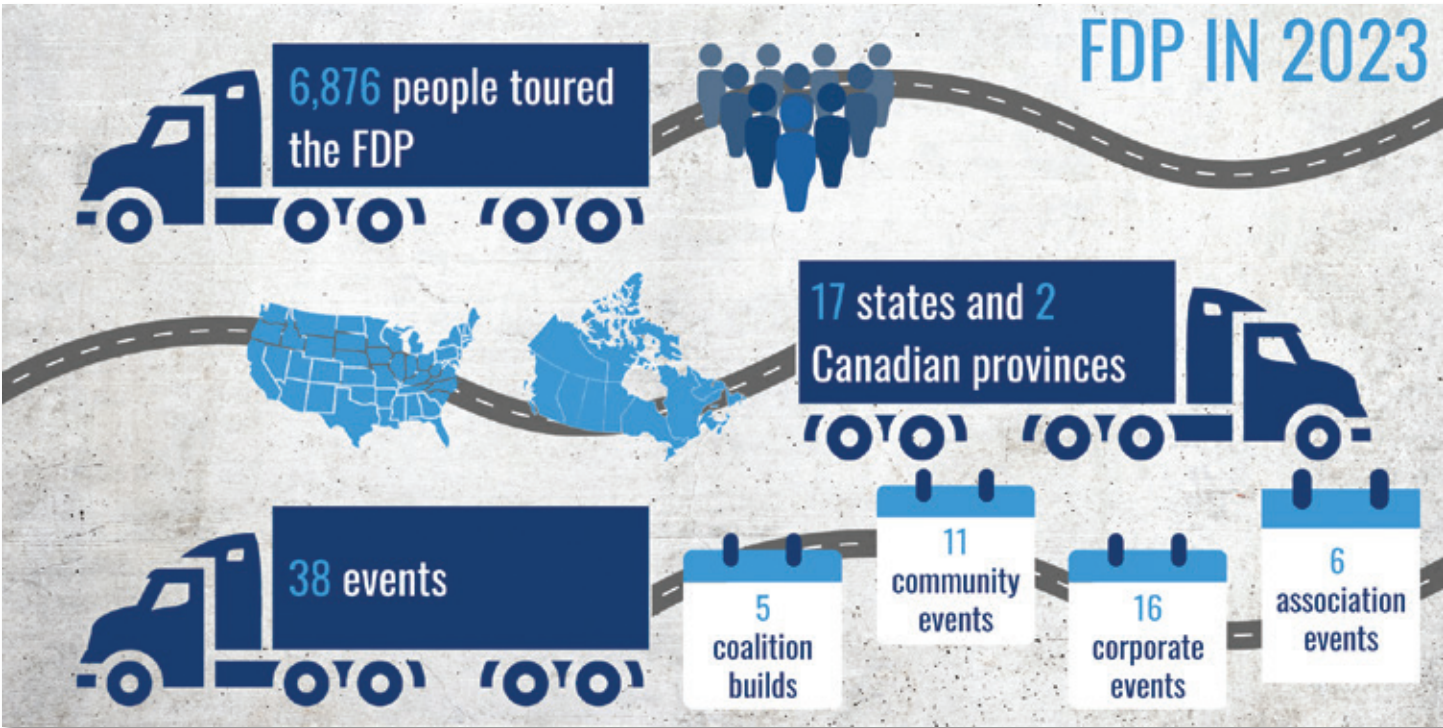 FDP IN 2023
6,876 people toured
the FDP
17 states and 2
Canadian provinces
38 events
5
coalition
builds
11
community
events
16
corporate
events
6
association
events